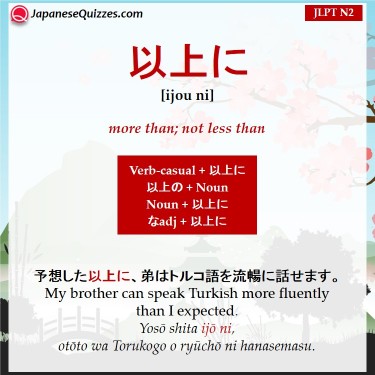 JapaneseQuizzes.com
JLPT N2
以上に
[ijou ni]
more than; not less than
Verb-casual + 以上に
以上の + Noun
Noun + 以上に
なadj + 以上に
予想した以上に、弟はトルコ語を流暢に話せます。
My brother can speak Turkish more fluently
than I expected.
Yosō shita ijō ni,
otōto wa Torukogo o ryūchō ni hanasemasu.